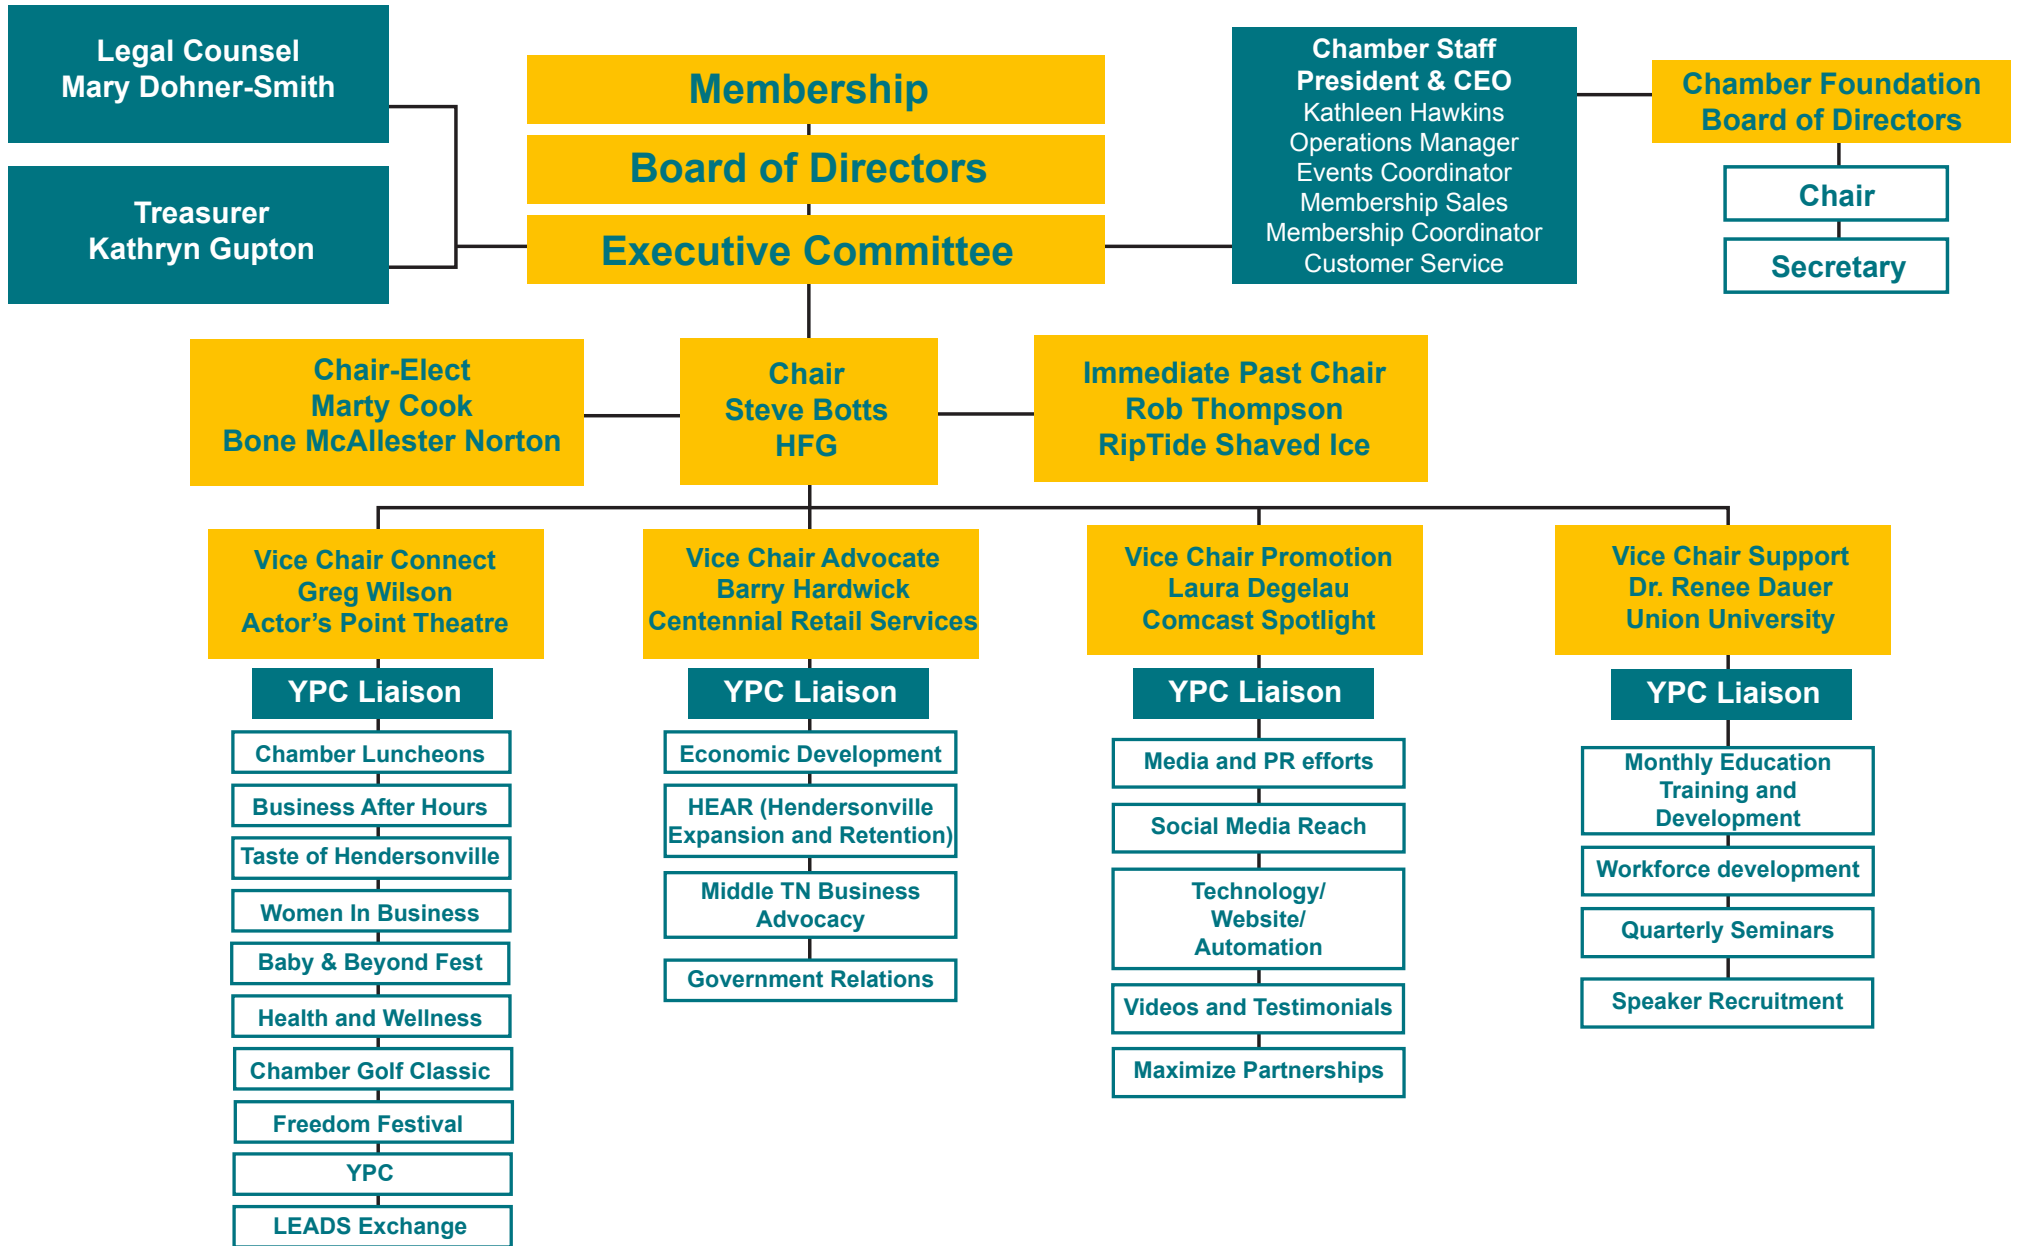 Legal Counsel
Mary Dohner-Smith
Treasurer
Kathryn Gupton
Membership
Board of Directors
Executive Committee
Chamber Staff
President & CEO
Kathleen Hawkins
Operations Manager
Events Coordinator
Membership Sales
Membership Coordinator
Customer Service
Chamber Foundation
Board of Directors
Chair
Secretary
Chair-Elect
Marty Cook
Bone McAllester Norton
Chair
Steve Botts
HFG
Immediate Past Chair
Rob Thompson
RipTide Shaved Ice
Vice Chair Connect
Greg Wilson
Actor’s Point Theatre
YPC Liaison
Chamber Luncheons
Business After Hours
Taste of Hendersonville
Women In Business
Baby & Beyond Fest
Health and Wellness
Chamber Golf Classic
Freedom Festival
YPC
LEADS Exchange
Vice Chair Advocate
Barry Hardwick
Centennial Retail Services
YPC Liaison
Economic Development
HEAR (Hendersonville
Expansion and Retention)
Middle TN Business
Advocacy
Government Relations
Vice Chair Promotion
Laura Degelau
Comcast Spotlight
YPC Liaison
Media and PR efforts
Social Media Reach
Technology/
Website/
Automation
Videos and Testimonials
Maximize Partnerships
Vice Chair Support
Dr. Renee Dauer
Union University
YPC Liaison
Monthly Education
Training and
Development
Workforce development
Quarterly Seminars
Speaker Recruitment